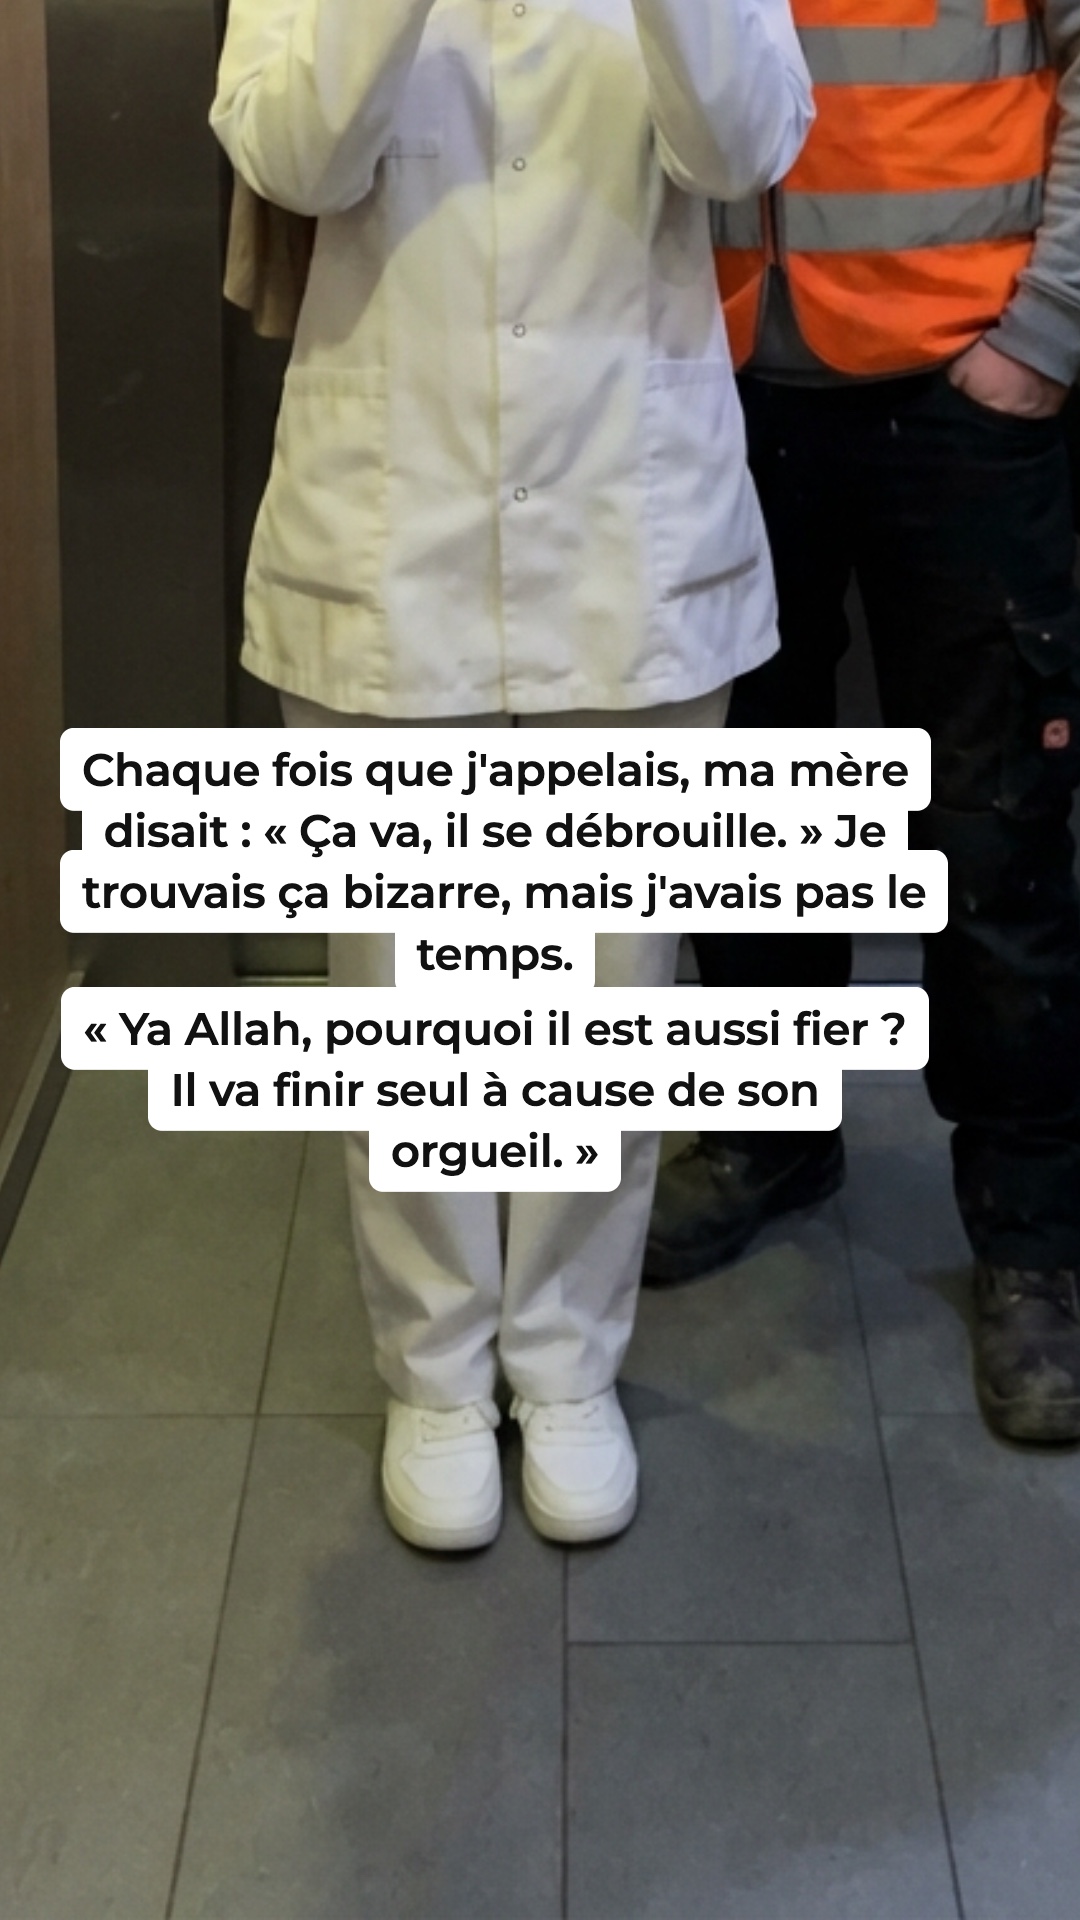 Chaque fois que j'appelais, ma mère
disait : « Ça va, il se débrouille. » Je
trouvais ça bizarre, mais j'avais pas le
temps.
« Ya Allah, pourquoi il est aussi fier ?
Il va finir seul à cause de son
orgueil. »